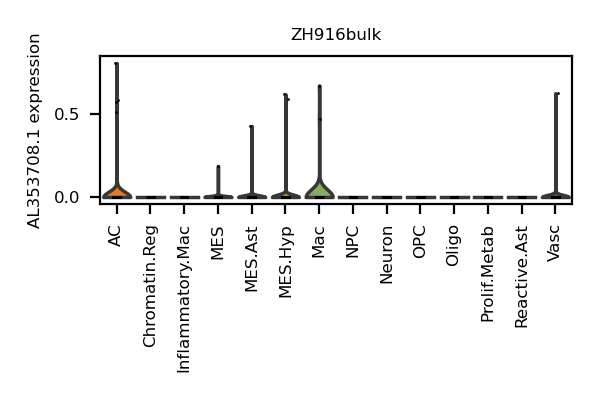 ZH916bulk
AL353708.1 expression
0.5
0.0
AC
Chromatin.Reg
Inflammatory.Mac
MES
MES.Ast
MES.Hyp
Mac
NPC
Neuron
OPC
Oligo
Prolif.Metab
Reactive.Ast
Vasc